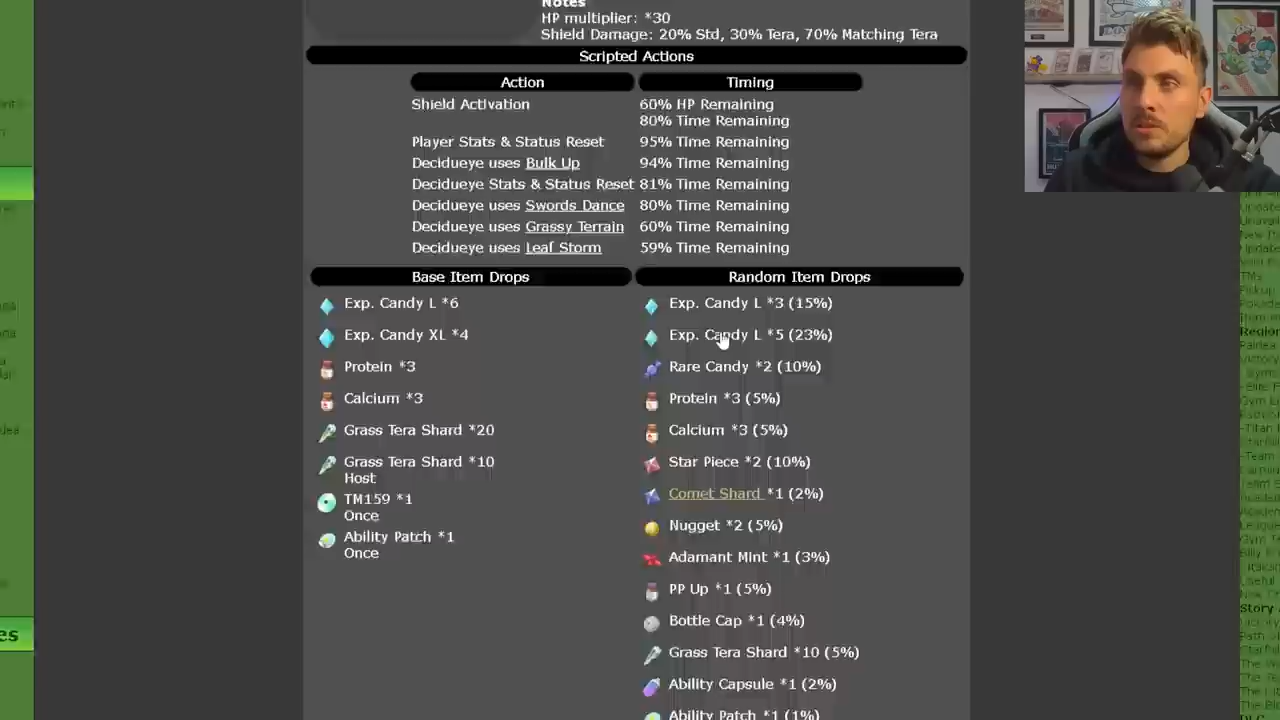 Notes
HP multiplier: *30
Shield Damage: 20% Std, 30% Tera, 70% Matching Tera
Scripted Actions
Action Timing
Shield Activation 60% HP Remaining
80% Time Remaining
Player Stats & Status Reset 95% Time Remaining
Decidueye uses Bulk Up 94% Time Remaining
Decidueye Stats & Status Reset 81% Time Remaining
Decidueye uses Swords Dance 80% Time Remaining
Decidueye uses Grassy Terrain 60% Time Remaining
Decidueye uses Leaf Storm 59% Time Remaining
Base Item Drops Random Item Drops
Exp. Candy L *6
Exp. Candy XL *4
Protein *3
Calcium *3
Grass Tera Shard *20
Grass Tera Shard *10
Host
TM159 *1
Once
Ability Patch *1
Once
Exp. Candy L *3 (15%)
Exp. Candy L *5 (23%)
Rare Candy *2 (10%)
Protein *3 (5%)
Calcium *3 (5%)
Star Piece *2 (10%)
Comet Shard *1 (2%)
Nugget *2 (5%)
Adamant Mint *1 (3%)
PP Up *1 (5%)
Bottle Cap *1 (4%)
Grass Tera Shard *10 (5%)
Ability Capsule *1 (2%)
Ability Patch *1 (1%)
es
TMs
Story